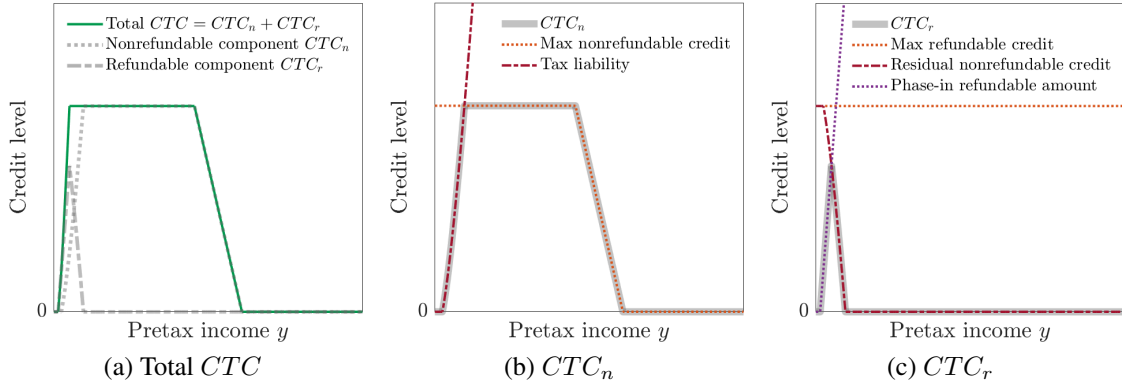 Total CTC = CTCn + CTCr
Nonrefundable component CTCn
Refundable component CTCr
Credit level
0
Pretax income y
(a) Total CTC
CTCn
Max nonrefundable credit
Tax liability
Credit level
0
Pretax income y
(b) CTCn
CTCr
Max refundable credit
Residual nonrefundable credit
Phase-in refundable amount
Credit level
0
Pretax income y
(c) CTCr